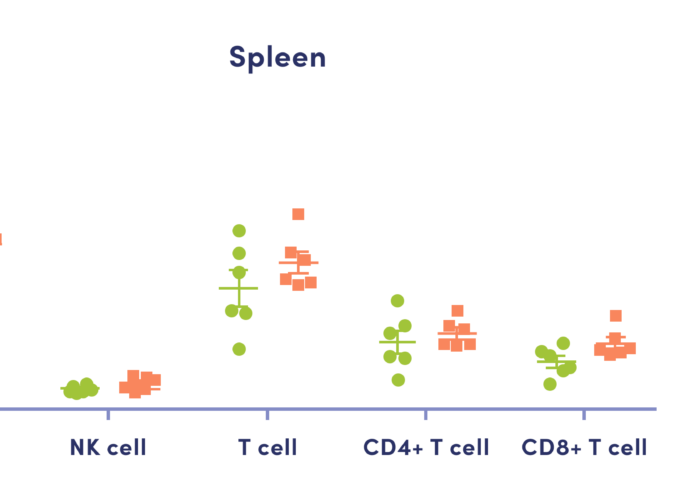 Spleen
NK cell
T cell
CD4+ T cell
CD8+ T cell